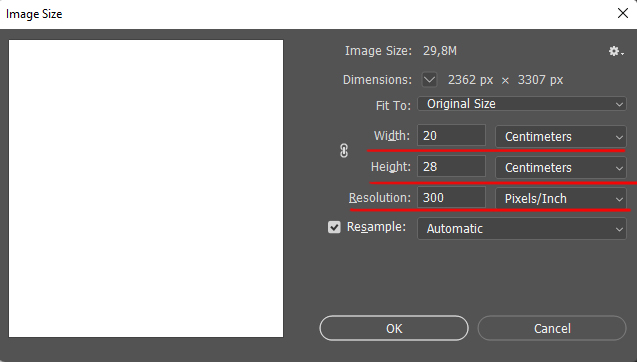 Image Size
Image Size: 29,8M
Dimensions: 2362 px × 3307 px
Fit To: Original Size
Width: 20 Centimeters
Height: 28 Centimeters
Resolution: 300 Pixels/Inch
Resample: Automatic
OK Cancel